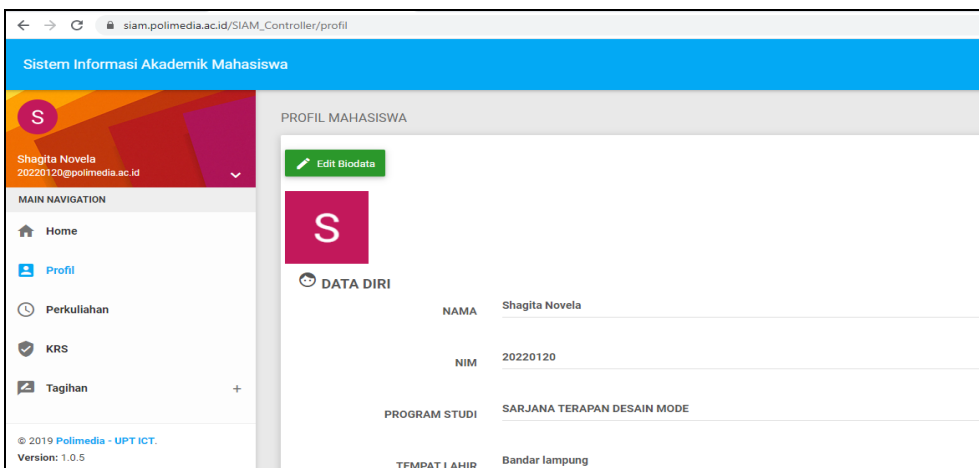 siam.polimedia.ac.id/SIAM_Controller/profil
Sistem Informasi Akademik Mahasiswa
S
Shagita Novela
20220120@polimedia.ac.id
MAIN NAVIGATION
Home
Profil
Perkuliahan
KRS
Tagihan +
© 2019 Polimedia - UPT ICT.
Version: 1.0.5
PROFIL MAHASISWA
Edit Biodata
S
DATA DIRI
NAMA Shagita Novela
NIM 20220120
PROGRAM STUDI SARJANA TERAPAN DESAIN MODE
TEMPAT LAHIR Bandar lampung